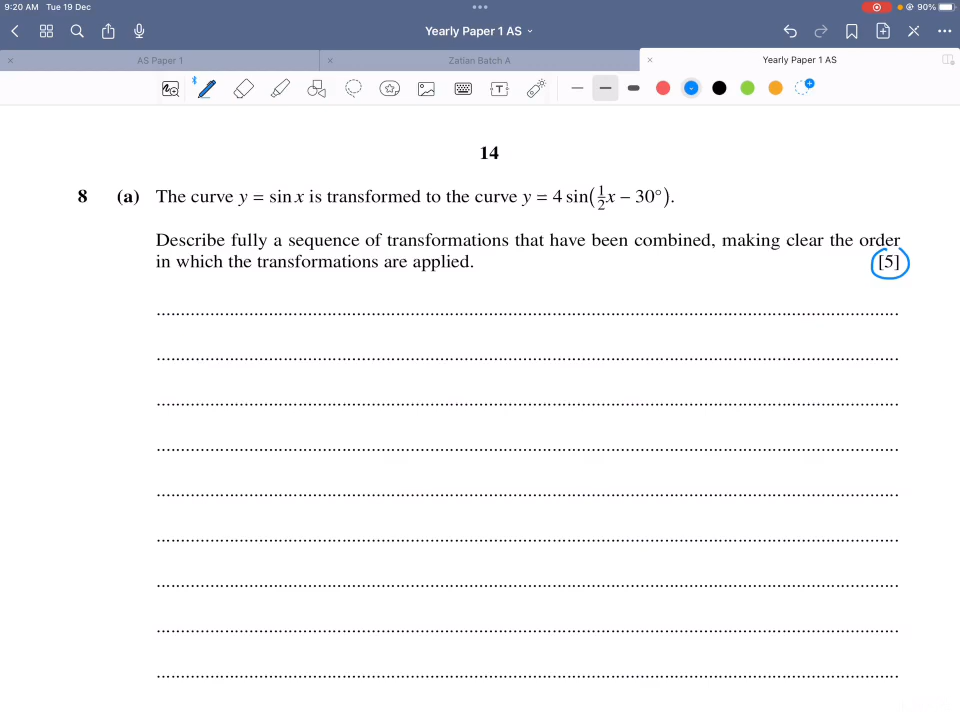 9:20 AM Tue 19 Dec
90%
Yearly Paper 1 AS
AS Paper 1
Zatian Batch A
Yearly Paper 1 AS
T
14
8 (a) The curve y = sin x is transformed to the curve y = 4 sin(½x − 30°).
Describe fully a sequence of transformations that have been combined, making clear the order
in which the transformations are applied. [5]